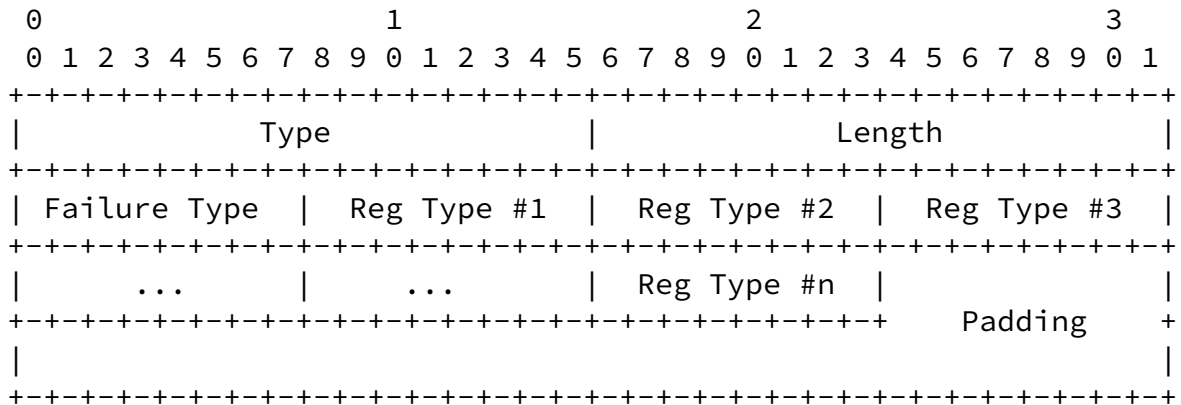 0                   1                   2                   3
 0 1 2 3 4 5 6 7 8 9 0 1 2 3 4 5 6 7 8 9 0 1 2 3 4 5 6 7 8 9 0 1
+-+-+-+-+-+-+-+-+-+-+-+-+-+-+-+-+-+-+-+-+-+-+-+-+-+-+-+-+-+-+-+-+
|             Type              |             Length            |
+-+-+-+-+-+-+-+-+-+-+-+-+-+-+-+-+-+-+-+-+-+-+-+-+-+-+-+-+-+-+-+-+
| Failure Type  |  Reg Type #1  |  Reg Type #2  |  Reg Type #3  |
+-+-+-+-+-+-+-+-+-+-+-+-+-+-+-+-+-+-+-+-+-+-+-+-+-+-+-+-+-+-+-+-+
|      ...      |     ...       |  Reg Type #n  |               |
+-+-+-+-+-+-+-+-+-+-+-+-+-+-+-+-+-+-+-+-+-+-+-+-+    Padding    +
|                                                               |
+-+-+-+-+-+-+-+-+-+-+-+-+-+-+-+-+-+-+-+-+-+-+-+-+-+-+-+-+-+-+-+-+